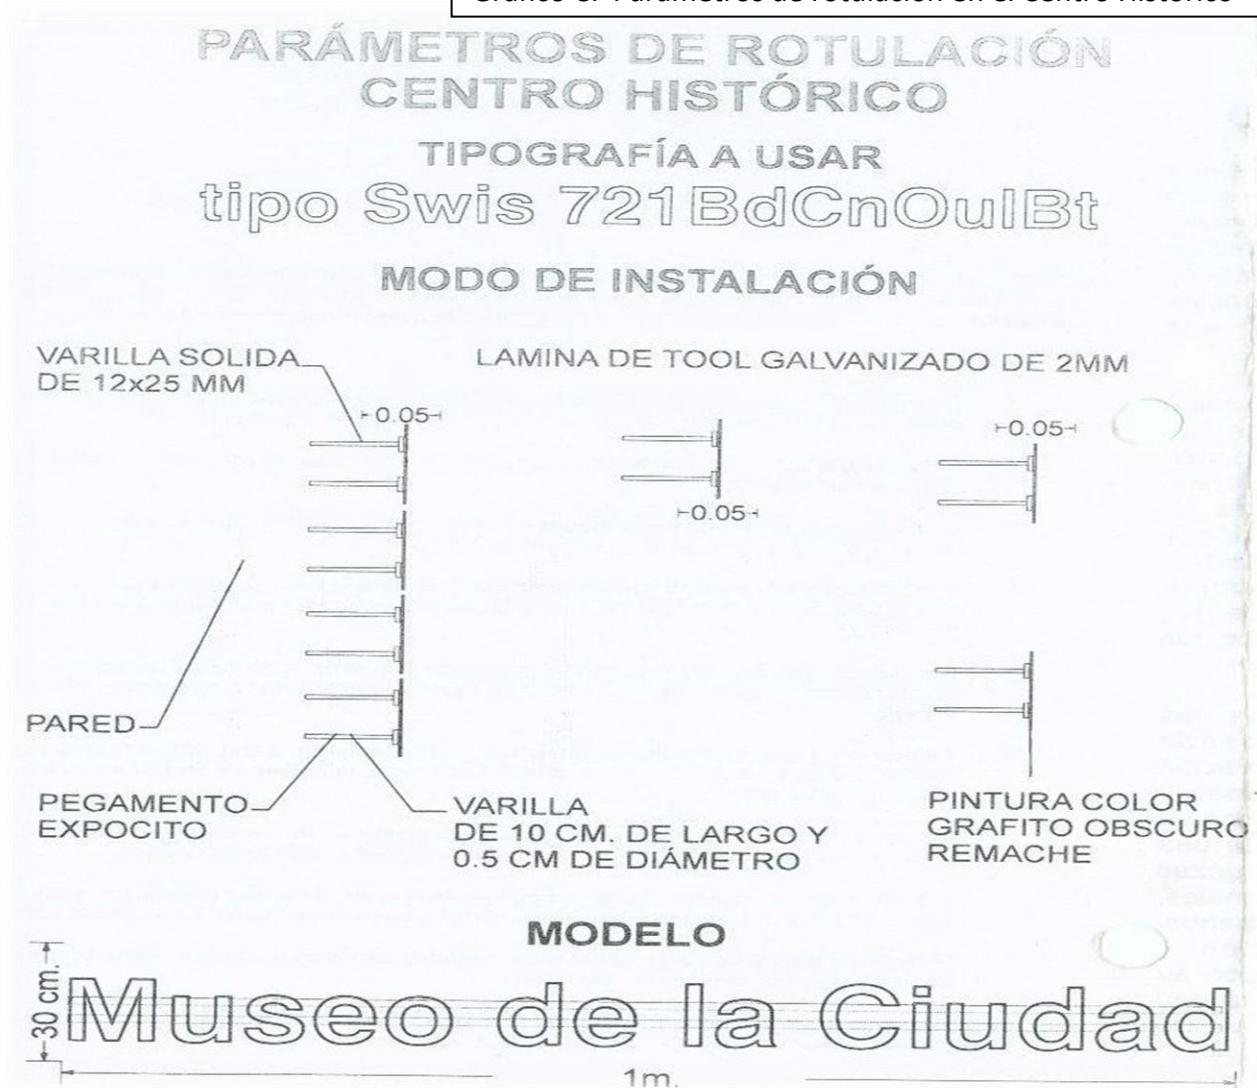 PARÁMETROS DE ROTULACIÓN
CENTRO HISTÓRICO
TIPOGRAFÍA A USAR
tipo Swis 721BdCnOulBt
MODO DE INSTALACIÓN
VARILLA SOLIDA
DE 12x25 MM
LAMINA DE TOOL GALVANIZADO DE 2MM
0.05
0.05
0.05
PARED
PEGAMENTO
EXPOCITO
VARILLA
DE 10 CM. DE LARGO Y
0.5 CM DE DIÁMETRO
PINTURA COLOR
GRAFITO OBSCURO
REMACHE
MODELO
30 cm.
Museo de la Ciudad
1m.